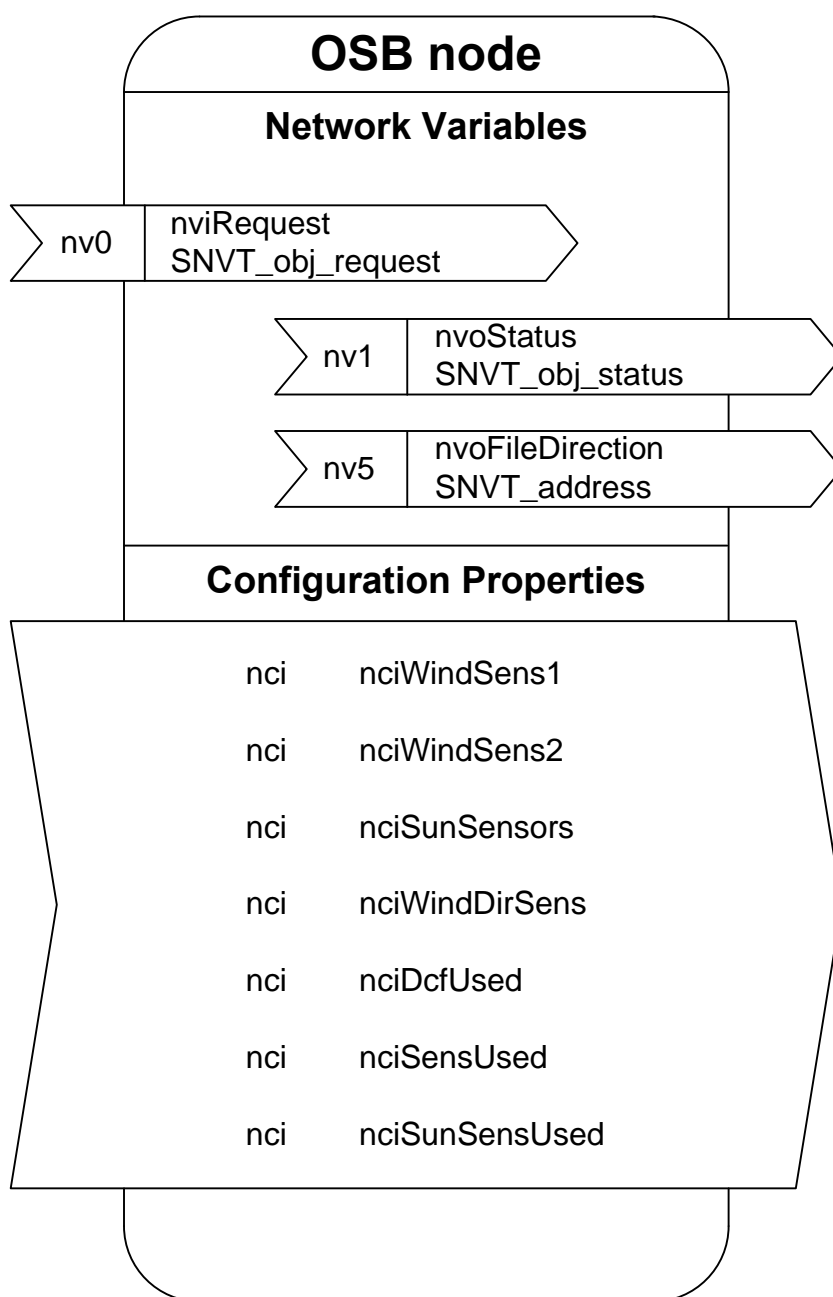 OSB node
Network Variables
nv0 nviRequest
SNVT_obj_request
nv1 nvoStatus
SNVT_obj_status
nv5 nvoFileDirection
SNVT_address
Configuration Properties
nci nciWindSens1
nci nciWindSens2
nci nciSunSensors
nci nciWindDirSens
nci nciDcfUsed
nci nciSensUsed
nci nciSunSensUsed